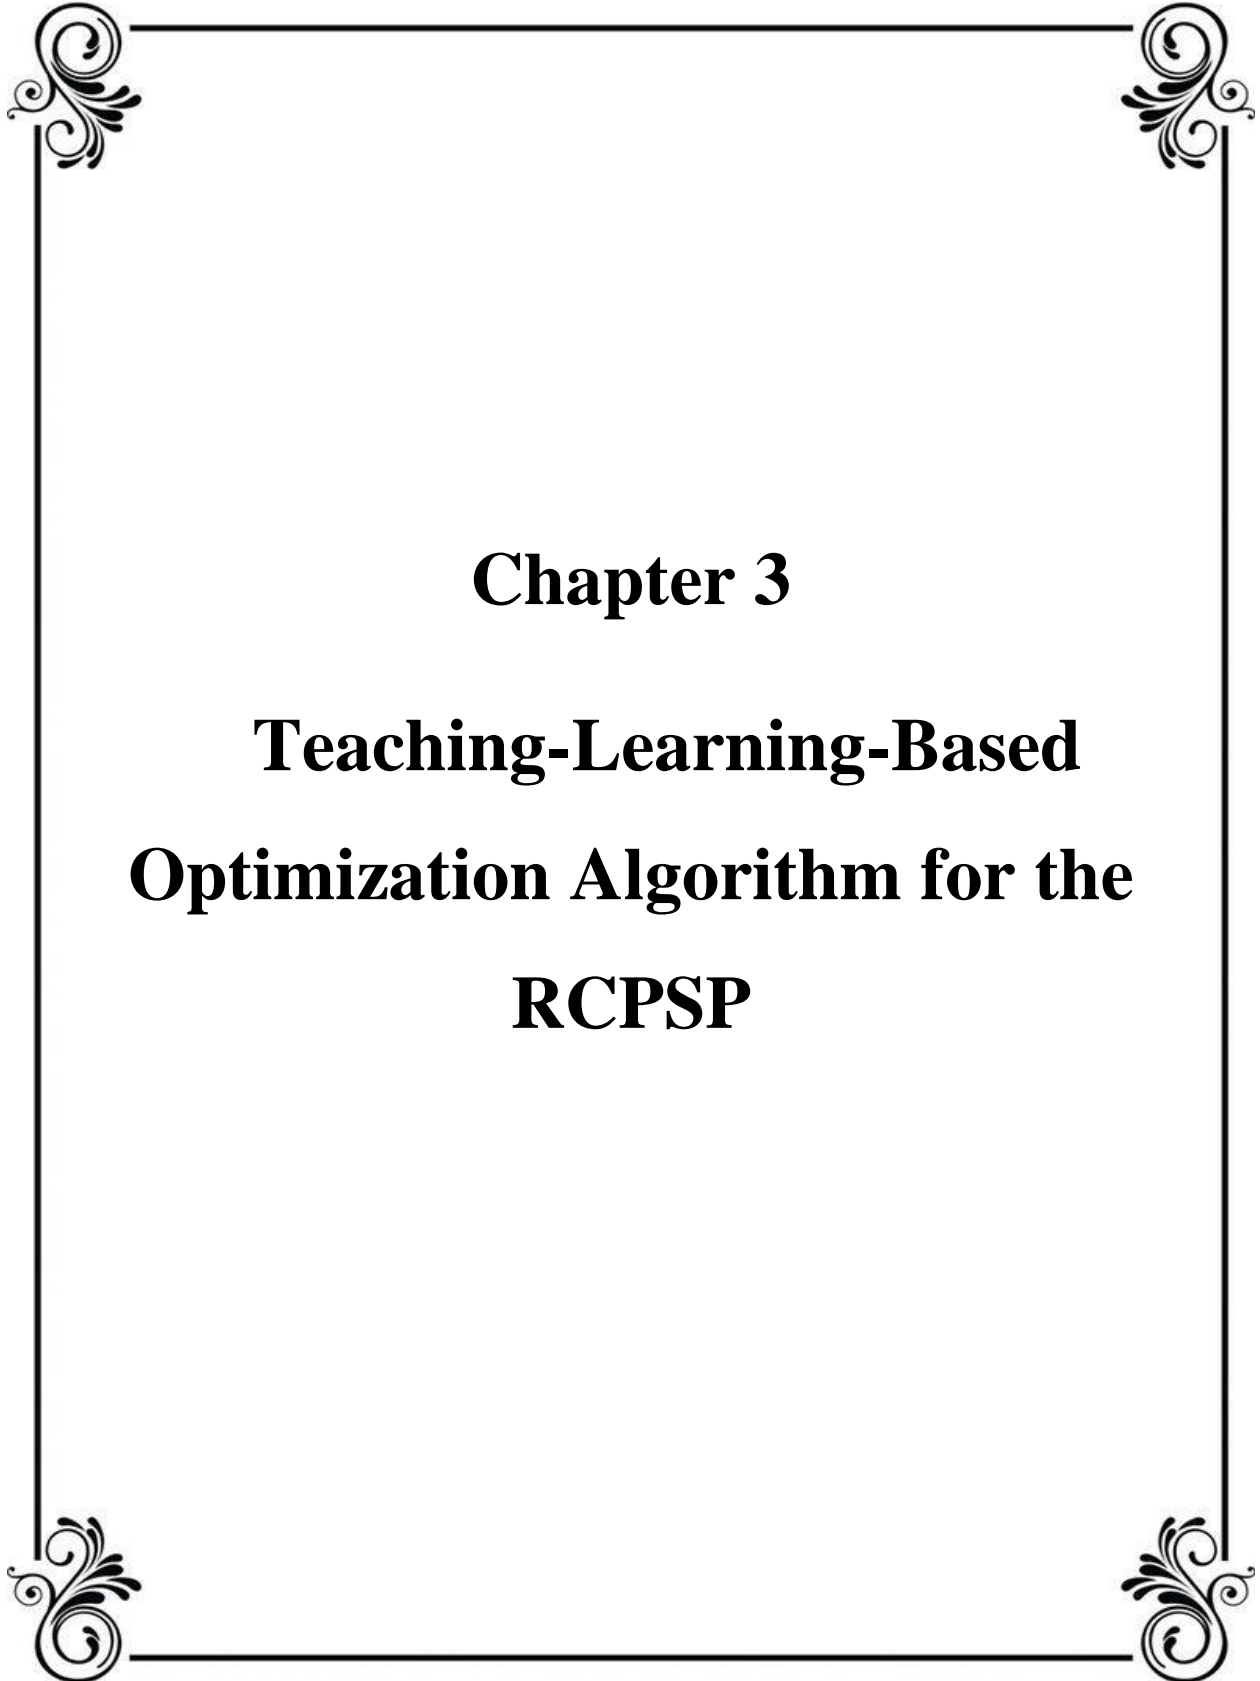 Chapter 3
Teaching-Learning-Based
Optimization Algorithm for the
RCPSP